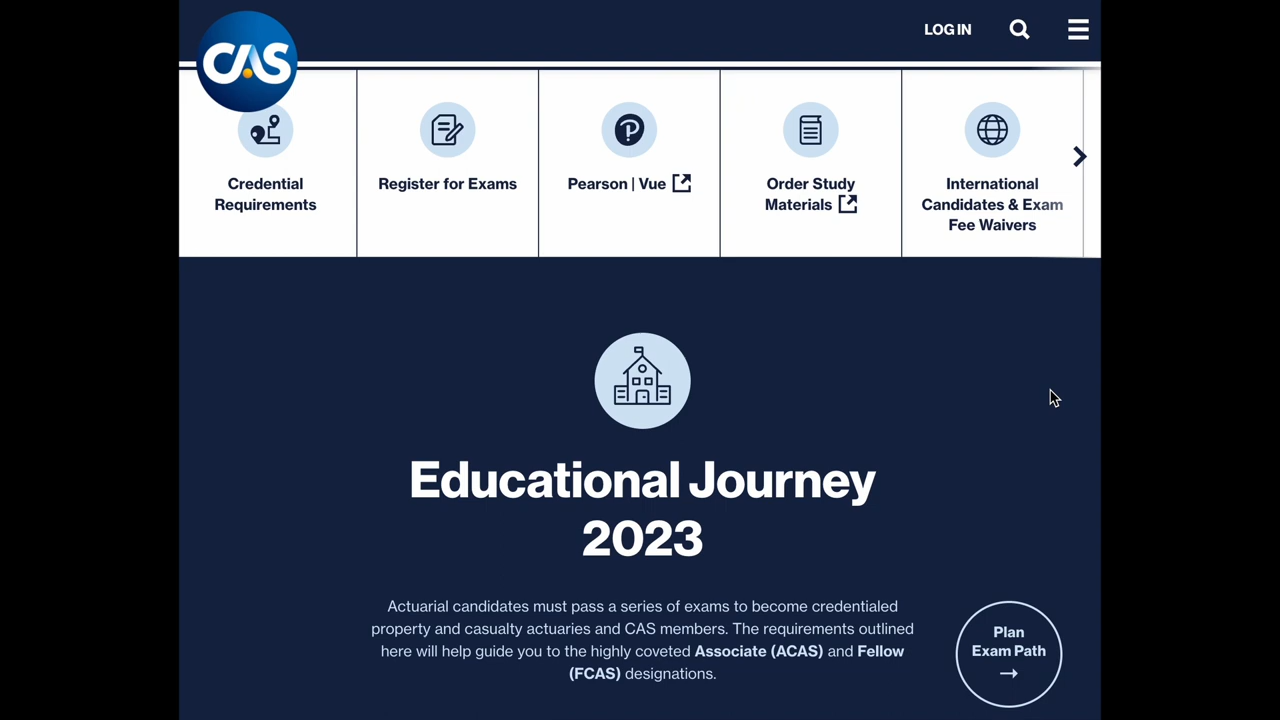 CAS
LOG IN
Credential
Requirements
Register for Exams
Pearson | Vue
Order Study
Materials
International
Candidates & Exam
Fee Waivers
Educational Journey
2023
Actuarial candidates must pass a series of exams to become credentialed
property and casualty actuaries and CAS members. The requirements outlined
here will help guide you to the highly coveted Associate (ACAS) and Fellow
(FCAS) designations.
Plan
Exam Path
→